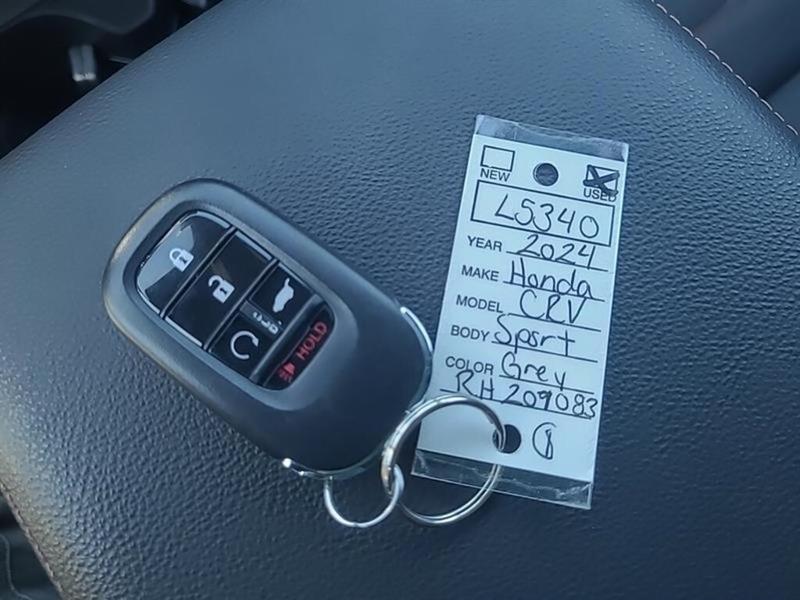 NEW USED
L5340
YEAR 2024
MAKE Honda
MODEL CRV
BODY Sport
COLOR Grey
RH209083
HOLD